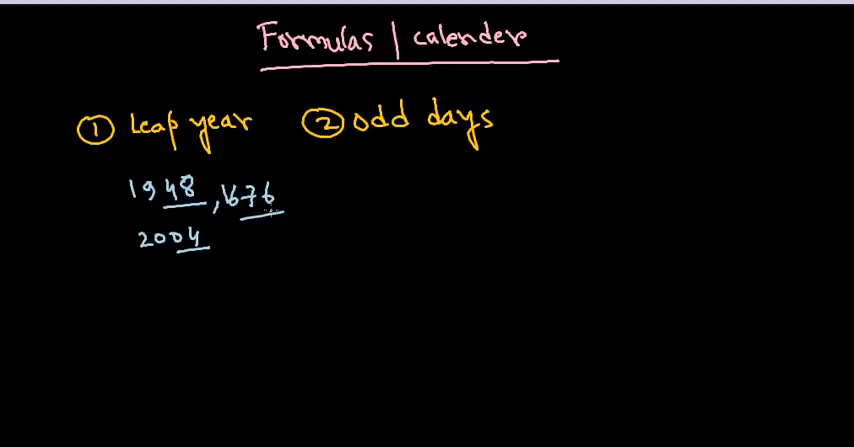 Formulas | calender
① Leap year ② odd days
1948, 1676
2004